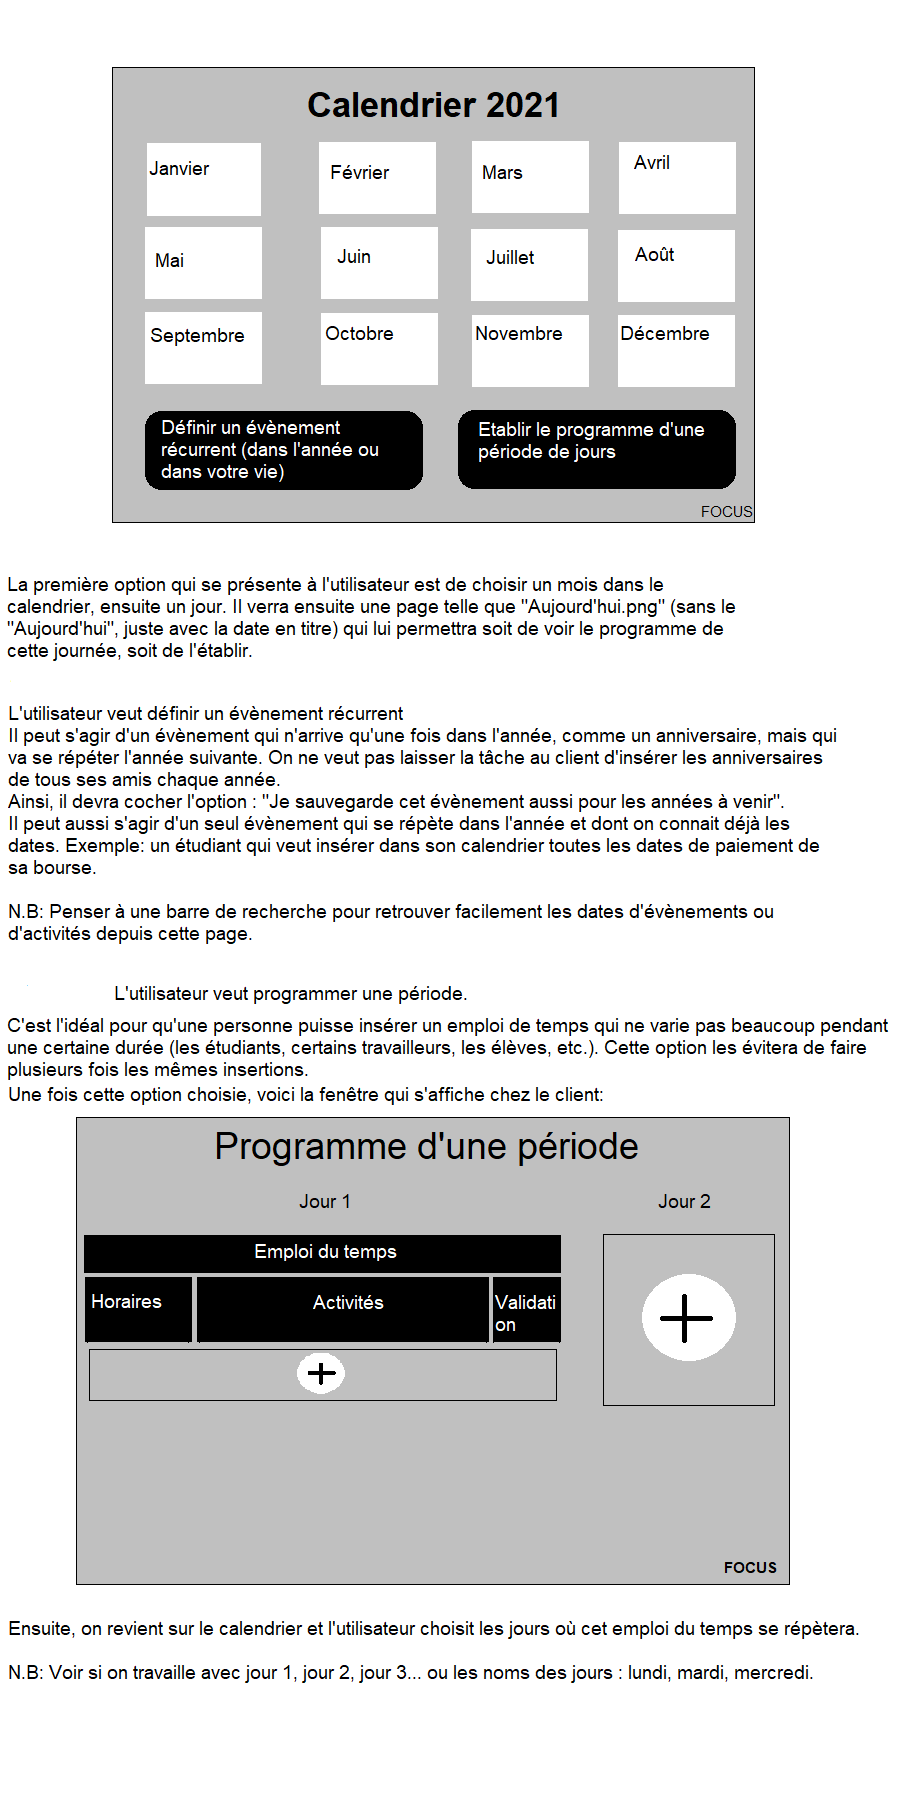 Calendrier 2021
Janvier
Février
Mars
Avril
Mai
Juin
Juillet
Août
Septembre
Octobre
Novembre
Décembre
Définir un évènement
récurrent (dans l'année ou
dans votre vie)
Etablir le programme d'une
période de jours
FOCUS
La première option qui se présente à l'utilisateur est de choisir un mois dans le
calendrier, ensuite un jour. Il verra ensuite une page telle que "Aujourd'hui.png" (sans le
"Aujourd'hui", juste avec la date en titre) qui lui permettra soit de voir le programme de
cette journée, soit de l'établir.
L'utilisateur veut définir un évènement récurrent
Il peut s'agir d'un évènement qui n'arrive qu'une fois dans l'année, comme un anniversaire, mais qui
va se répéter l'année suivante. On ne veut pas laisser la tâche au client d'insérer les anniversaires
de tous ses amis chaque année.
Ainsi, il devra cocher l'option : "Je sauvegarde cet évènement aussi pour les années à venir".
Il peut aussi s'agir d'un seul évènement qui se répète dans l'année et dont on connait déjà les
dates. Exemple: un étudiant qui veut insérer dans son calendrier toutes les dates de paiement de
sa bourse.
N.B: Penser à une barre de recherche pour retrouver facilement les dates d'évènements ou
d'activités depuis cette page.
L'utilisateur veut programmer une période.
C'est l'idéal pour qu'une personne puisse insérer un emploi de temps qui ne varie pas beaucoup pendant
une certaine durée (les étudiants, certains travailleurs, les élèves, etc.). Cette option les évitera de faire
plusieurs fois les mêmes insertions.
Une fois cette option choisie, voici la fenêtre qui s'affiche chez le client:
Programme d'une période
Jour 1
Jour 2
Emploi du temps
Horaires
Activités
Validati
on
FOCUS
Ensuite, on revient sur le calendrier et l'utilisateur choisit les jours où cet emploi du temps se répètera.
N.B: Voir si on travaille avec jour 1, jour 2, jour 3... ou les noms des jours : lundi, mardi, mercredi.